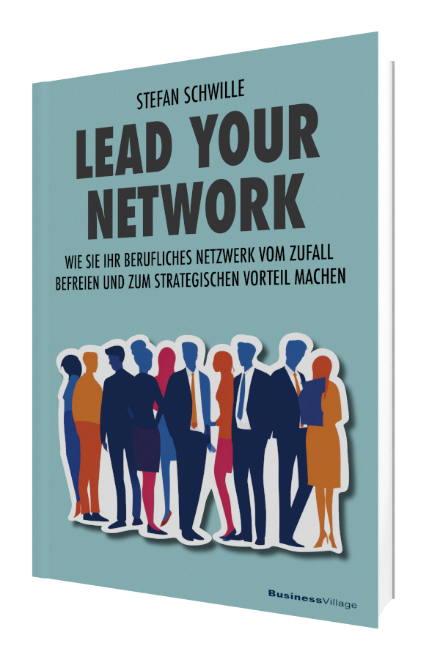 STEFAN SCHWILLE
LEAD YOUR
NETWORK
WIE SIE IHR BERUFLICHES NETZWERK VOM ZUFALL
BEFREIEN UND ZUM STRATEGISCHEN VORTEIL MACHEN
BusinessVillage